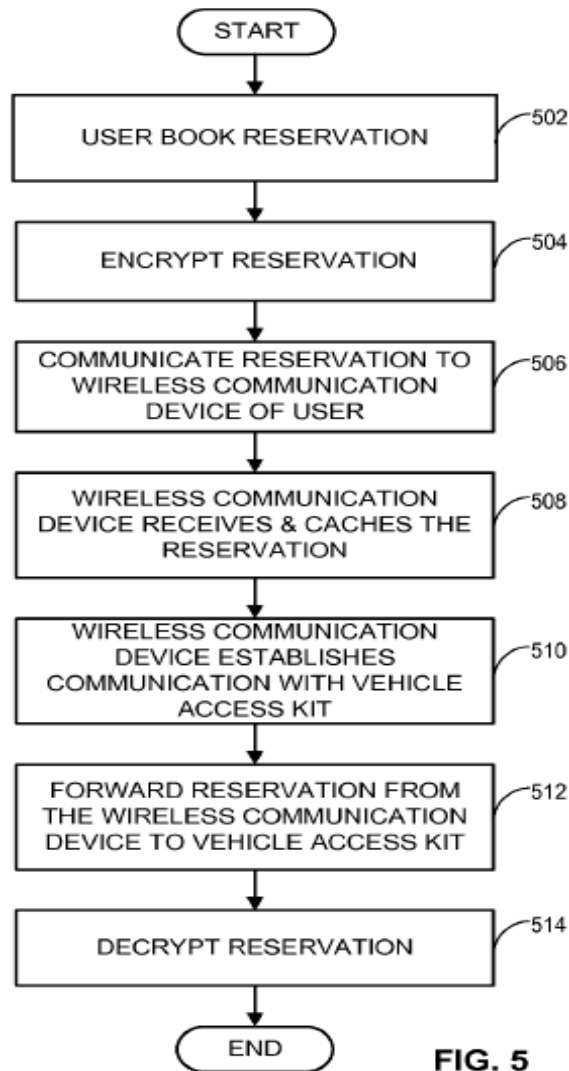 START
USER BOOK RESERVATION
502
ENCRYPT RESERVATION
504
COMMUNICATE RESERVATION TO
WIRELESS COMMUNICATION
DEVICE OF USER
506
WIRELESS COMMUNICATION
DEVICE RECEIVES & CACHES THE
RESERVATION
508
WIRELESS COMMUNICATION
DEVICE ESTABLISHES
COMMUNICATION WITH VEHICLE
ACCESS KIT
510
FORWARD RESERVATION FROM
THE WIRELESS COMMUNICATION
DEVICE TO VEHICLE ACCESS KIT
512
DECRYPT RESERVATION
514
END
FIG. 5